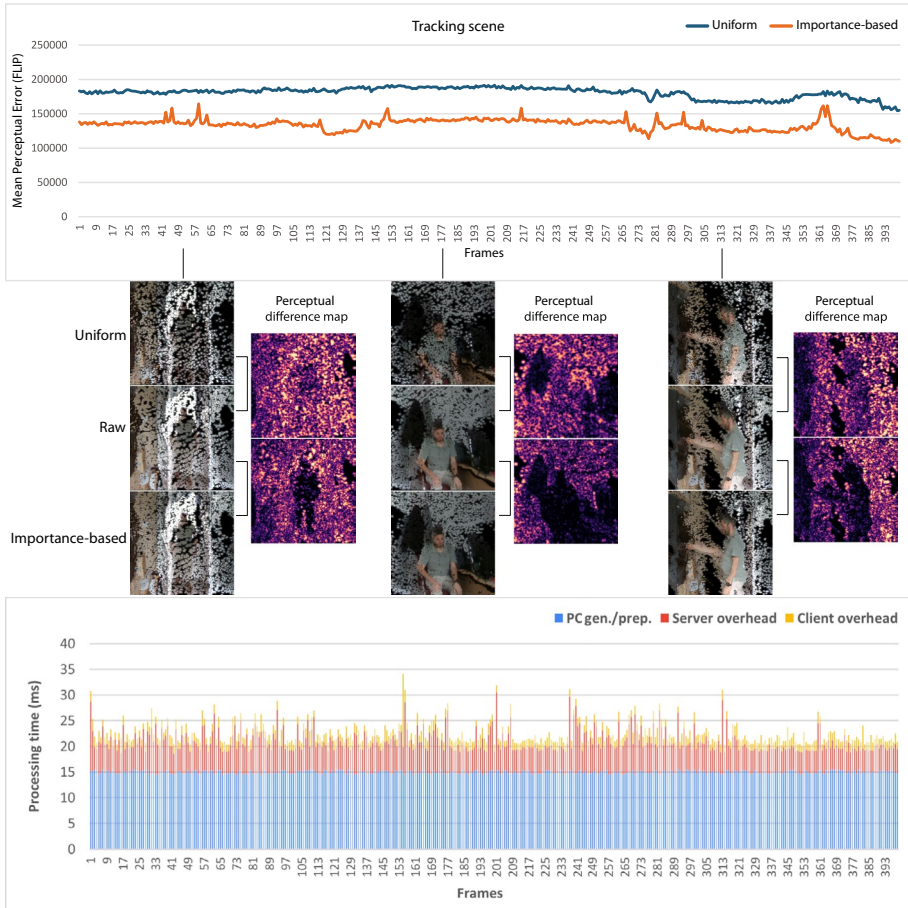 Tracking scene
Uniform Importance-based
Mean Perceptual Error (FLIP)
250000
200000
150000
100000
50000
0
1 9 17 25 33 41 49 57 65 73 81 89 97 105 113 121 129 137 145 153 161 169 177 185 193 201 209 217 225 233 241 249 257 265 273 281 289 297 305 313 321 329 337 345 353 361 369 377 385 393
Frames
Perceptual
difference map
Perceptual
difference map
Perceptual
difference map
Uniform
Raw
Importance-based
PC gen./prep. Server overhead Client overhead
Processing time (ms)
40
35
30
25
20
15
10
5
0
1 9 17 25 33 41 49 57 65 73 81 89 97 105 113 121 129 137 145 153 161 169 177 185 193 201 209 217 225 233 241 249 257 265 273 281 289 297 305 313 321 329 337 345 353 361 369 377 385 393
Frames